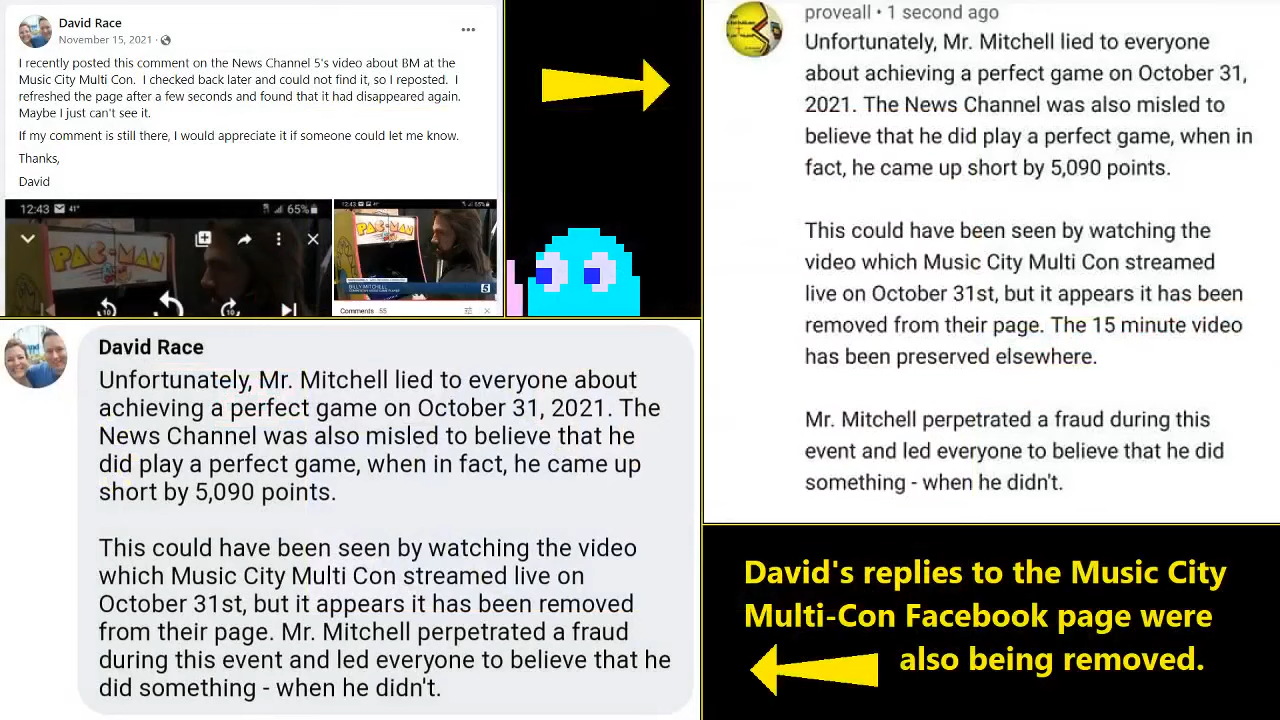 David Race
November 15, 2021 ·
I recently posted this comment on the News Channel 5's video about BM at the
Music City Multi Con. I checked back later and could not find it, so I reposted. I
refreshed the page after a few seconds and found that it had disappeared again.
Maybe I just can't see it.
If my comment is still there, I would appreciate it if someone could let me know.
Thanks,
David
12:43
41°
65%
PAC-MAN
10
10
12:43
65%
PAC-MAN
BILLY MITCHELL
5
Comments 55
proveall • 1 second ago
Unfortunately, Mr. Mitchell lied to everyone
about achieving a perfect game on October 31,
2021. The News Channel was also misled to
believe that he did play a perfect game, when in
fact, he came up short by 5,090 points.
This could have been seen by watching the
video which Music City Multi Con streamed
live on October 31st, but it appears it has been
removed from their page. The 15 minute video
has been preserved elsewhere.
Mr. Mitchell perpetrated a fraud during this
event and led everyone to believe that he did
something - when he didn't.
David Race
Unfortunately, Mr. Mitchell lied to everyone about
achieving a perfect game on October 31, 2021. The
News Channel was also misled to believe that he
did play a perfect game, when in fact, he came up
short by 5,090 points.
This could have been seen by watching the video
which Music City Multi Con streamed live on
October 31st, but it appears it has been removed
from their page. Mr. Mitchell perpetrated a fraud
during this event and led everyone to believe that he
did something - when he didn't.
David's replies to the Music City
Multi-Con Facebook page were
also being removed.